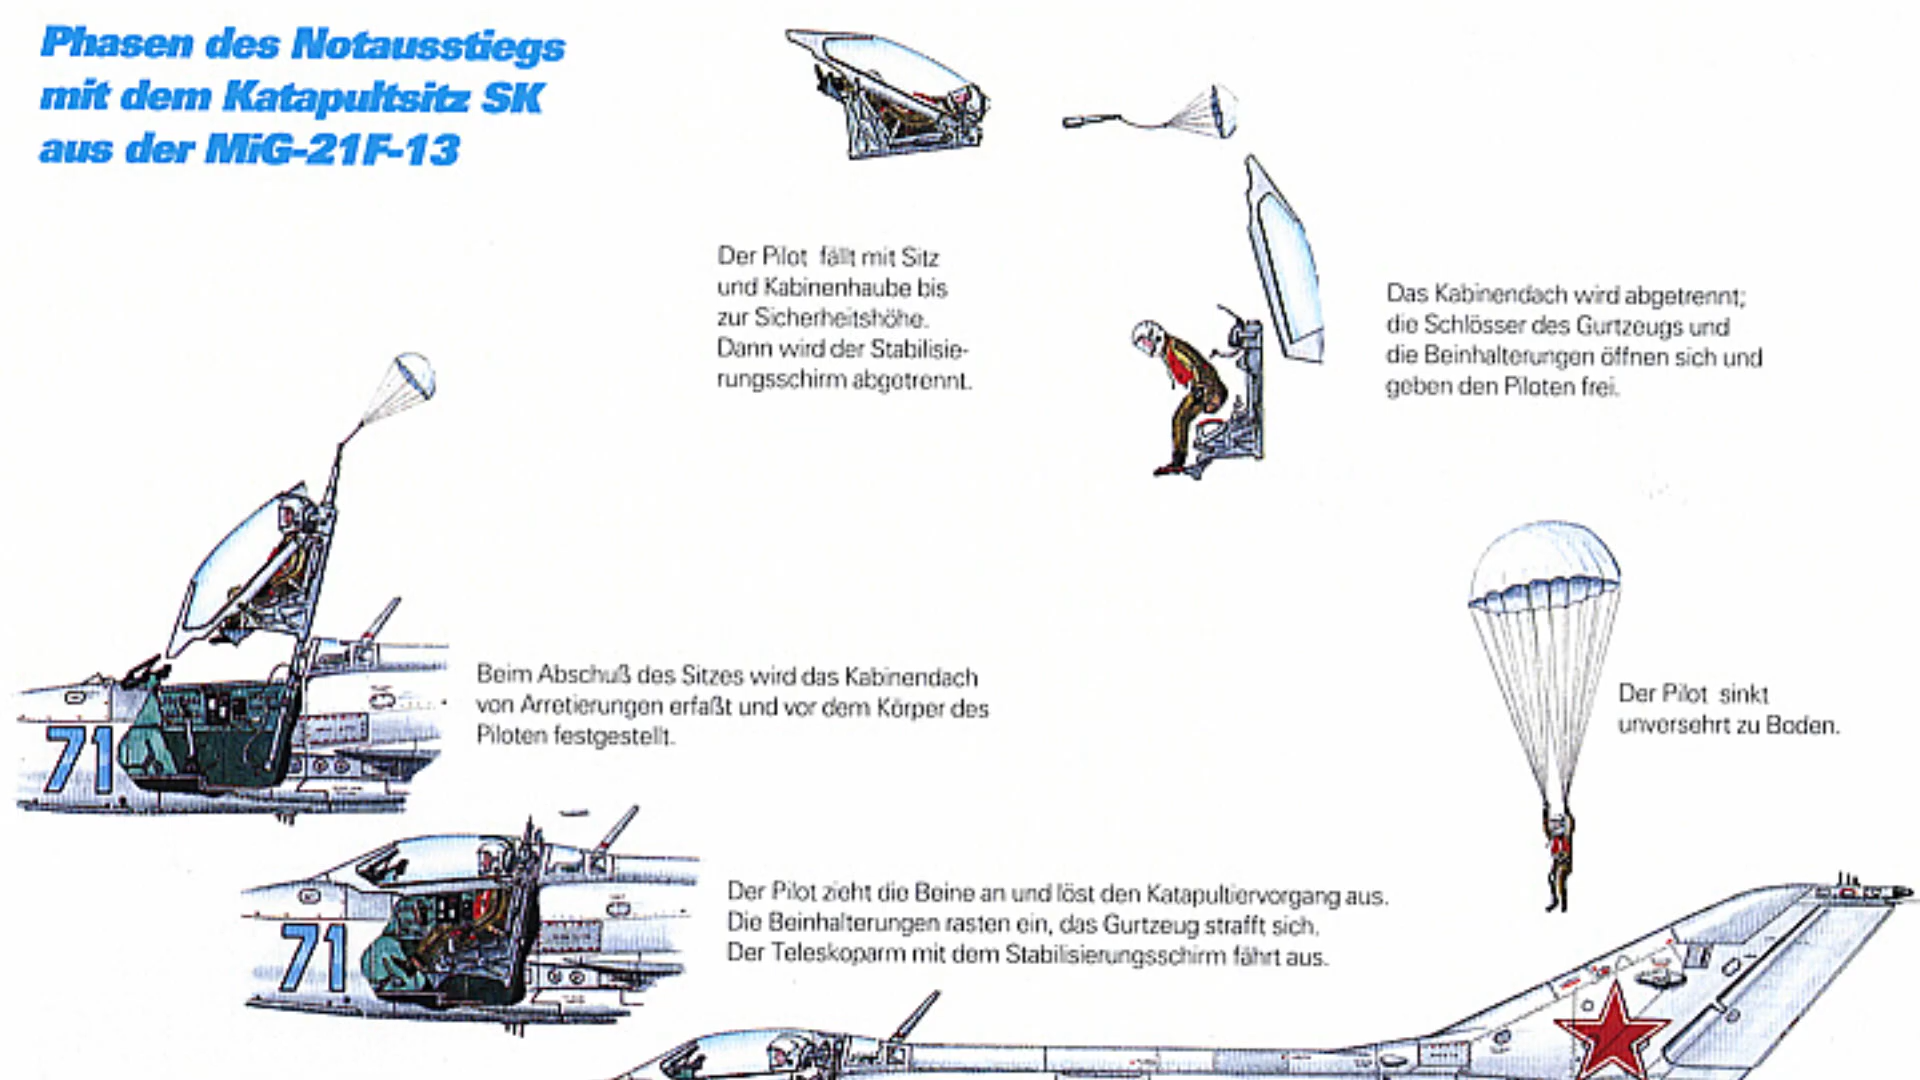 Phasen des Notausstiegs
mit dem Katapultsitz SK
aus der MiG-21F-13
Der Pilot fällt mit Sitz
und Kabinenhaube bis
zur Sicherheitshöhe.
Dann wird der Stabilisie-
rungsschirm abgetrennt.
Das Kabinendach wird abgetrennt;
die Schlösser des Gurtzeugs und
die Beinhalterungen öffnen sich und
geben den Piloten frei.
Beim Abschuß des Sitzes wird das Kabinendach
von Arretierungen erfaßt und vor dem Körper des
Piloten festgestellt.
Der Pilot sinkt
unversehrt zu Boden.
71
Der Pilot zieht die Beine an und löst den Katapultiervorgang aus.
Die Beinhalterungen rasten ein, das Gurtzeug strafft sich.
Der Teleskoparm mit dem Stabilisierungsschirm fährt aus.
71